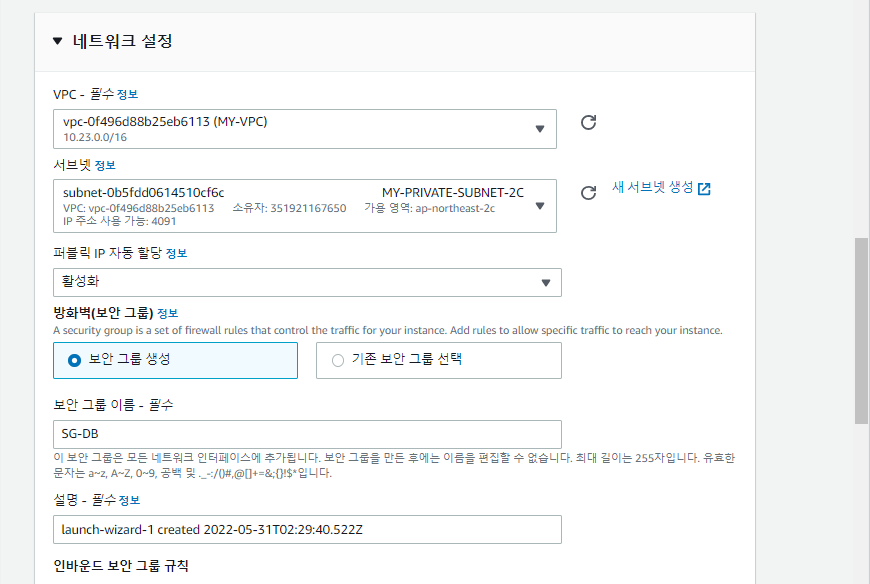 네트워크 설정
VPC - 필수 정보
vpc-0f496d88b25eb6113 (MY-VPC)
10.23.0.0/16
서브넷 정보
subnet-0b5fdd0614510cf6c MY-PRIVATE-SUBNET-2C
VPC: vpc-0f496d88b25eb6113 소유자: 351921167650 가용 영역: ap-northeast-2c
IP 주소 사용 가능: 4091
새 서브넷 생성
퍼블릭 IP 자동 할당 정보
활성화
방화벽(보안 그룹) 정보
A security group is a set of firewall rules that control the traffic for your instance. Add rules to allow specific traffic to reach your instance.
보안 그룹 생성
기존 보안 그룹 선택
보안 그룹 이름 - 필수
SG-DB
이 보안 그룹은 모든 네트워크 인터페이스에 추가됩니다. 보안 그룹을 만든 후에는 이름을 편집할 수 없습니다. 최대 길이는 255자입니다. 유효한
문자는 a~z, A~Z, 0~9, 공백 및 ._-:/()#,@[]+=&;{}!$*입니다.
설명 - 필수 정보
launch-wizard-1 created 2022-05-31T02:29:40.522Z
인바운드 보안 그룹 규칙